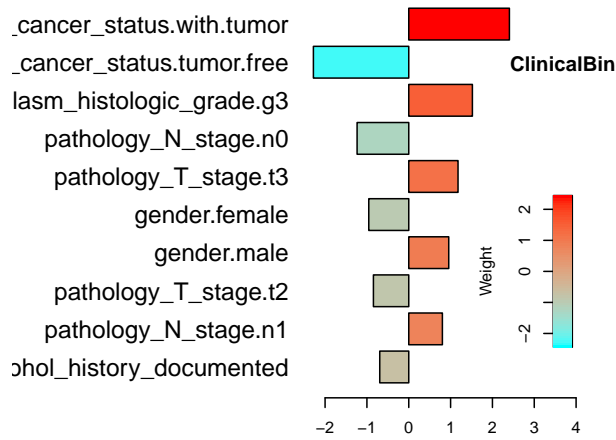 _cancer_status.with.tumor
_cancer_status.tumor.free
ClinicalBin
lasm_histologic_grade.g3
pathology_N_stage.n0
pathology_T_stage.t3
gender.female
gender.male
pathology_T_stage.t2
pathology_N_stage.n1
ohol_history_documented
Weight
2
1
0
−2
−2 −1 0 1 2 3 4